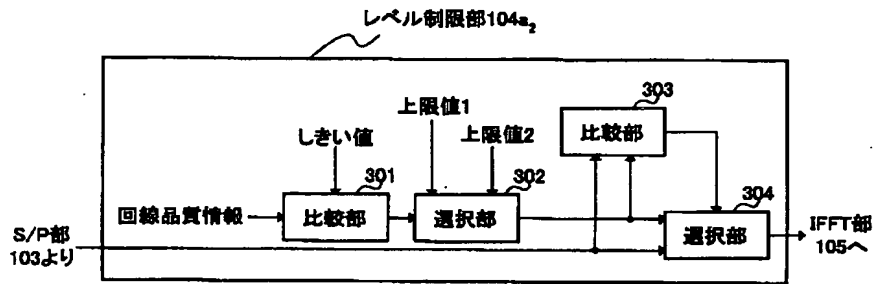 レベル制限部104a₂
303
上限値1
比較部
しきい値
上限値2
301
302
304
回線品質情報
比較部
選択部
選択部
S/P部
103より
IFFT部
105へ